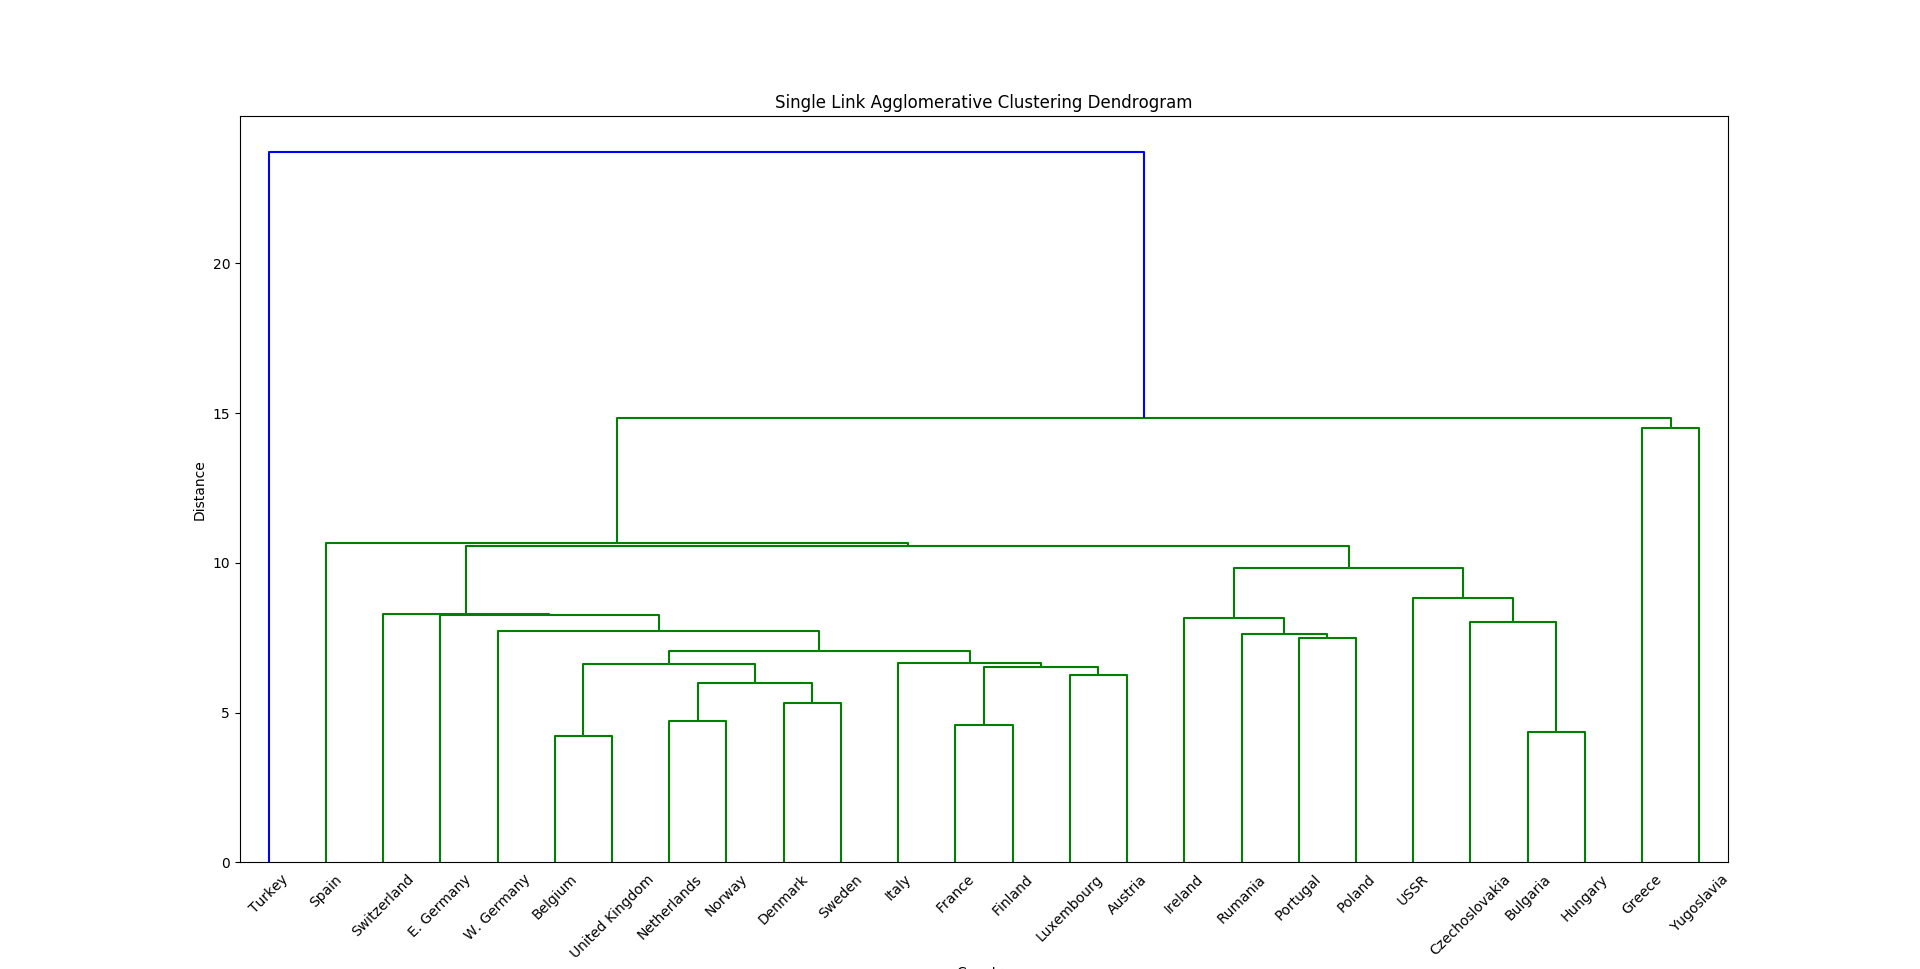 Single Link Agglomerative Clustering Dendrogram
20
15
10
5
0
Distance
Turkey
Spain
Switzerland
E. Germany
W. Germany
Belgium
United Kingdom
Netherlands
Norway
Denmark
Sweden
Italy
France
Finland
Luxembourg
Austria
Ireland
Rumania
Portugal
Poland
USSR
Czechoslovakia
Bulgaria
Hungary
Greece
Yugoslavia